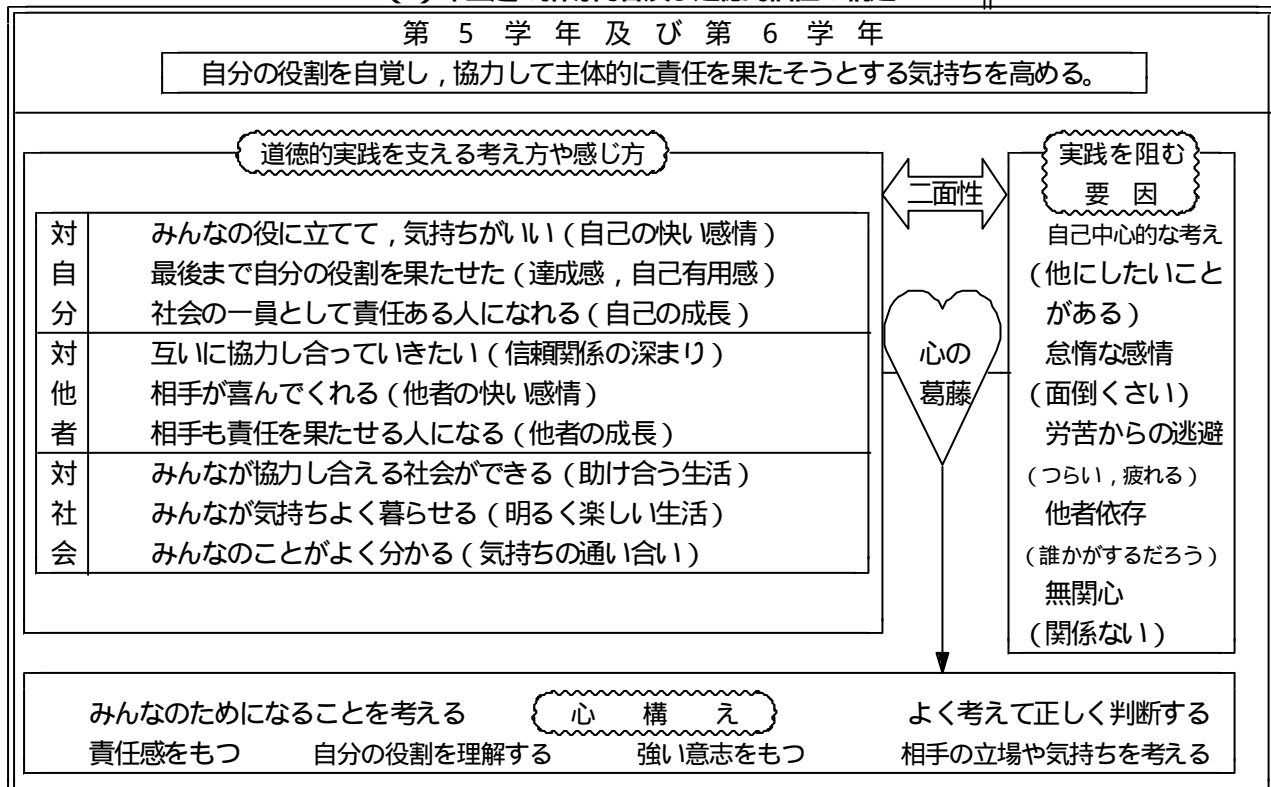 第 5 学 年 及 び 第 6 学 年
自分の役割を自覚し,協力して主体的に責任を果たそうとする気持ちを高める。
道徳的実践を支える考え方や感じ方
対 みんなの役に立てて,気持ちがいい(自己の快い感情)
自 最後まで自分の役割を果たせた(達成感,自己有用感)
分 社会の一員として責任ある人になれる(自己の成長)
対 互いに協力し合っていきたい(信頼関係の深まり)
他 相手が喜んでくれる(他者の快い感情)
者 相手も責任を果たせる人になる(他者の成長)
対 みんなが協力し合える社会ができる(助け合う生活)
社 みんなが気持ちよく暮らせる(明るく楽しい生活)
会 みんなのことがよく分かる(気持ちの通い合い)
二面性
心の
葛藤
実践を阻む
要 因
自己中心的な考え
(他にしたいこと
がある)
怠惰な感情
(面倒くさい)
労苦からの逃避
(つらい,疲れる)
他者依存
(誰かがするだろう)
無関心
(関係ない)
みんなのためになることを考える 心 構 え よく考えて正しく判断する
責任感をもつ 自分の役割を理解する 強い意志をもつ 相手の立場や気持ちを考える